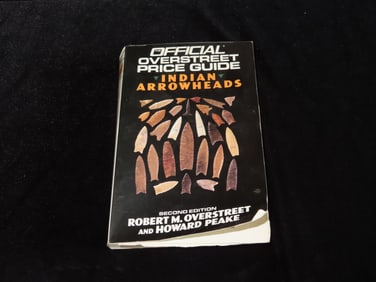 OFFICIAL
OVERSTREET
PRICE GUIDE
INDIAN
ARROWHEADS
SECOND EDITION
ROBERT M. OVERSTREET
AND HOWARD PEAKE